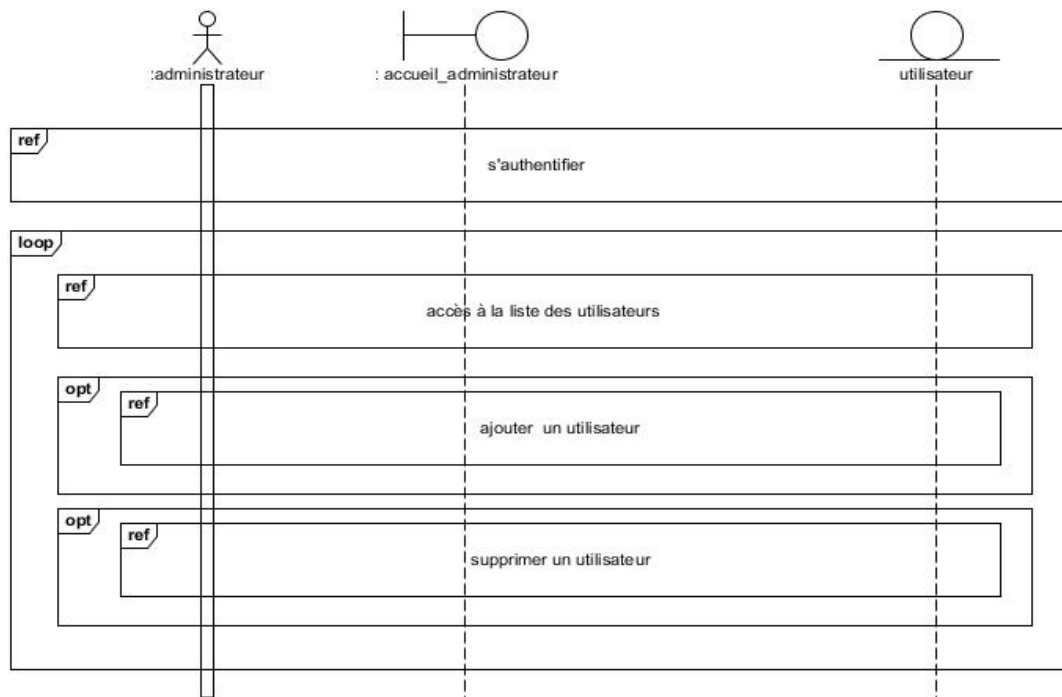 :administrateur
: accueil_administrateur
utilisateur
ref
s'authentifier
loop
ref
accès à la liste des utilisateurs
opt
ref
ajouter un utilisateur
opt
ref
supprimer un utilisateur